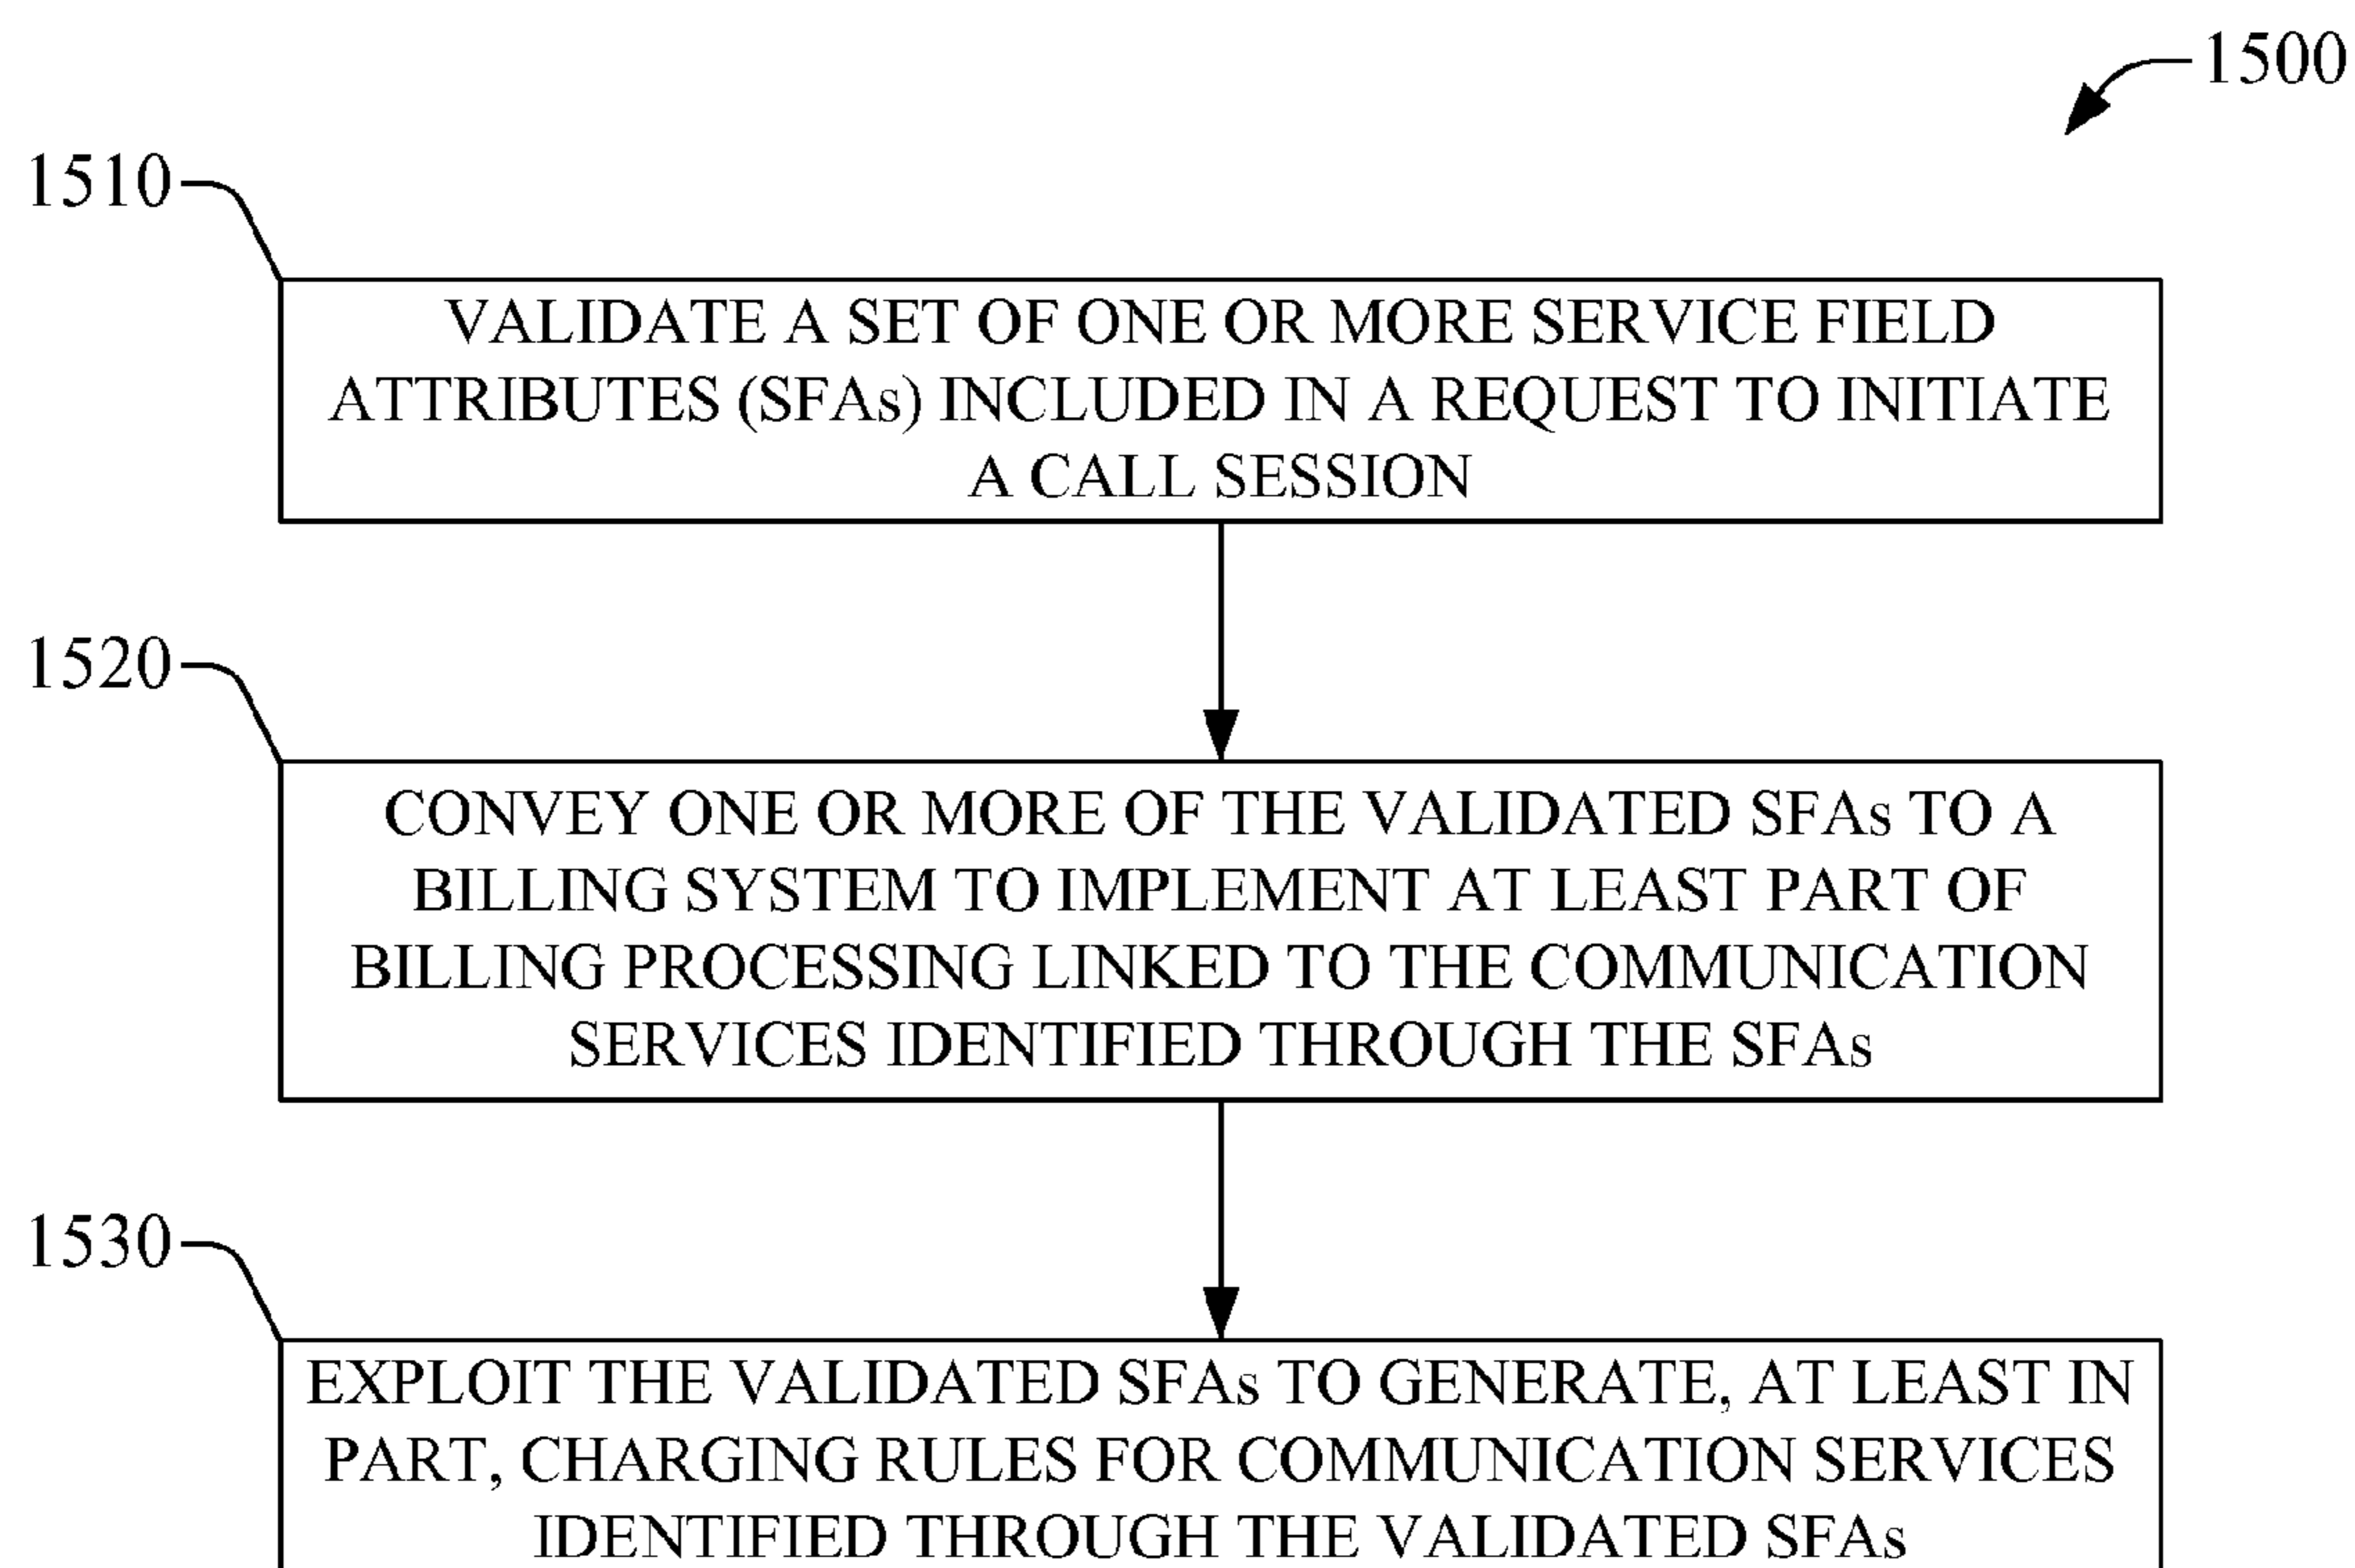 1500
1510
VALIDATE A SET OF ONE OR MORE SERVICE FIELD
ATTRIBUTES (SFAs) INCLUDED IN A REQUEST TO INITIATE
A CALL SESSION
1520
CONVEY ONE OR MORE OF THE VALIDATED SFAs TO A
BILLING SYSTEM TO IMPLEMENT AT LEAST PART OF
BILLING PROCESSING LINKED TO THE COMMUNICATION
SERVICES IDENTIFIED THROUGH THE SFAs
1530
EXPLOIT THE VALIDATED SFAs TO GENERATE, AT LEAST IN
PART, CHARGING RULES FOR COMMUNICATION SERVICES
IDENTIFIED THROUGH THE VALIDATED SFAs